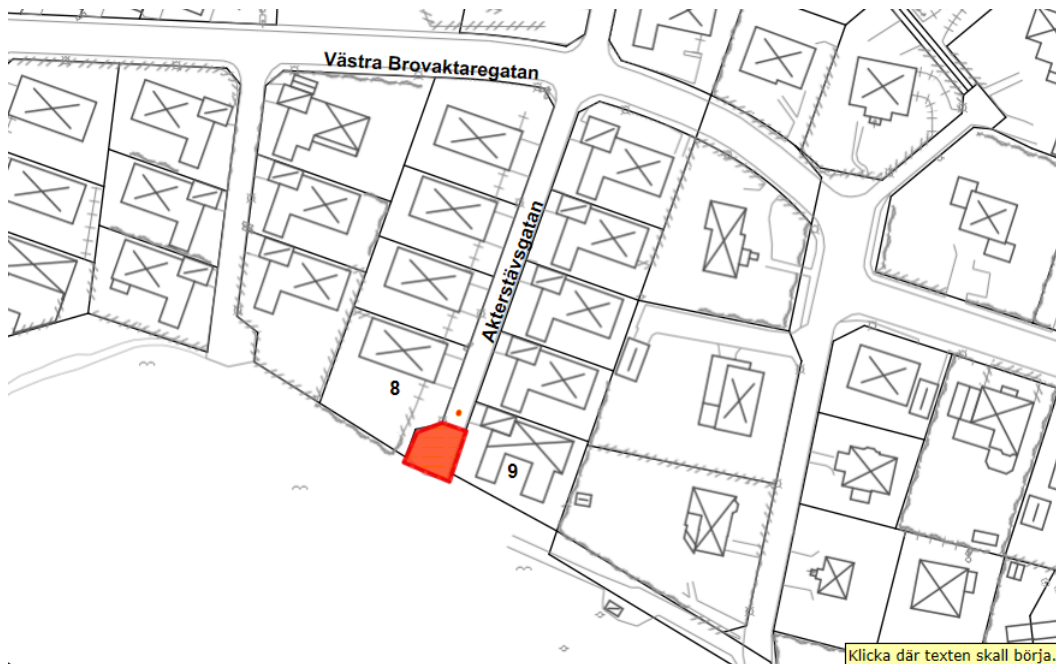 Västra Brovaktaregatan
Akterstävsgatan
8
9
Klicka där texten skall börja.